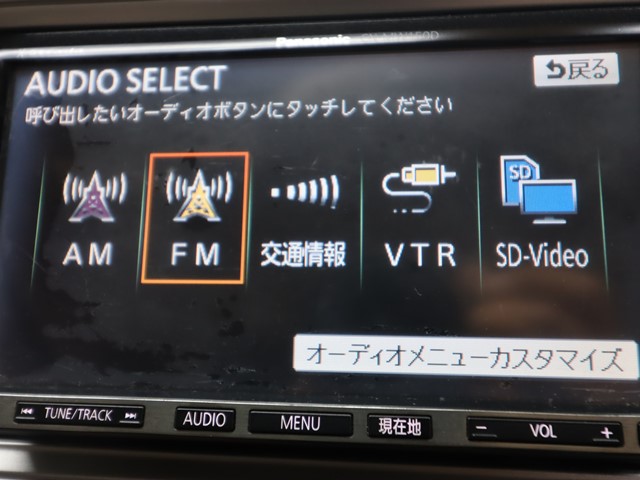 Panasonic
AUDIO SELECT
戻る
呼び出したいオーディオボタンにタッチしてください
AM
FM
交通情報
VTR
SD
SD-Video
オーディオメニューカスタマイズ
TUNE/TRACK
AUDIO
MENU
現在地
− VOL +